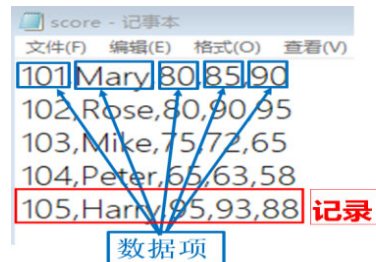 score - 记事本
文件(F) 编辑(E) 格式(O) 查看(V)
101,Mary,80,85,90
102,Rose,80,90,95
103,Mike,75,72,65
104,Peter,65,63,58
105,Harry,95,93,88 记录
数据项